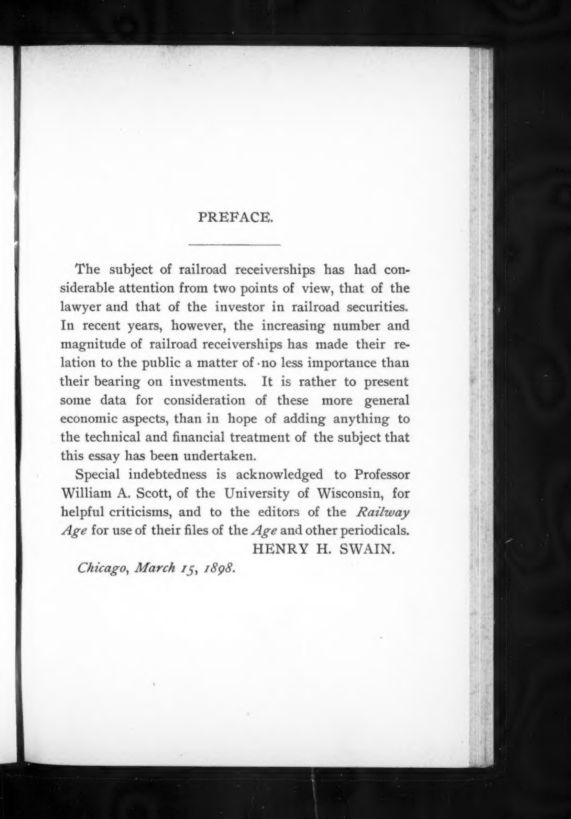 PREFACE.
The subject of railroad receiverships has had con-
siderable attention from two points of view, that of the
lawyer and that of the investor in railroad securities.
In recent years, however, the increasing number and
magnitude of railroad receiverships has made their re-
lation to the public a matter of no less importance than
their bearing on investments. It is rather to present
some data for consideration of these more general
economic aspects, than in hope of adding anything to
the technical and financial treatment of the subject that
this essay has been undertaken.
Special indebtedness is acknowledged to Professor
William A. Scott, of the University of Wisconsin, for
helpful criticisms, and to the editors of the Railway
Age for use of their files of the Age and other periodicals.
HENRY H. SWAIN.
Chicago, March 15, 1898.